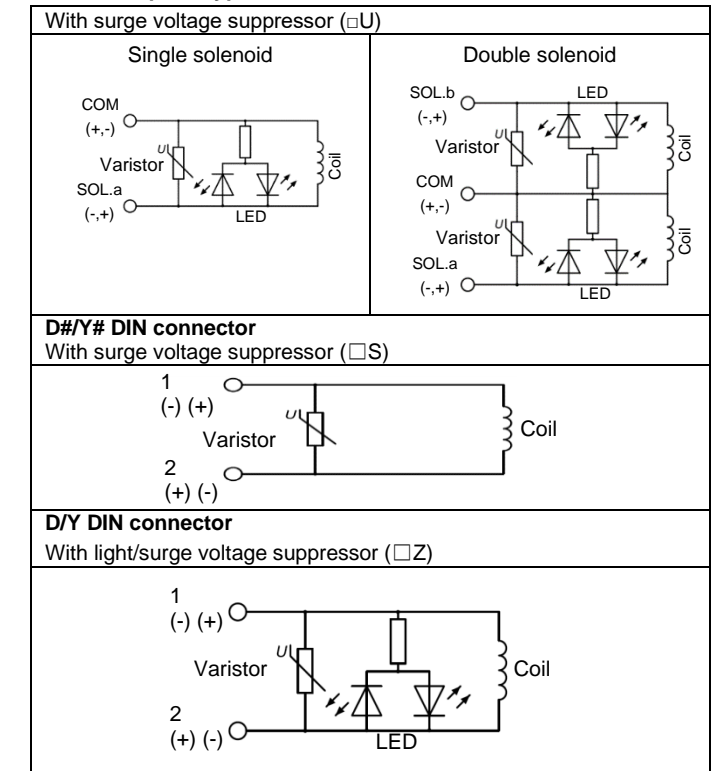 With surge voltage suppressor (□U)
Single solenoid
COM
(+,-)
U
Varistor
SOL.a
(-,+)
LED
Coil
Double solenoid
SOL.b
(-,+)
LED
U
Varistor
Coil
COM
(+,-)
U
Varistor
Coil
SOL.a
(-,+)
LED
D#/Y# DIN connector
With surge voltage suppressor (□S)
1
(-) (+)
U
Varistor
Coil
2
(+) (-)
D/Y DIN connector
With light/surge voltage suppressor (□Z)
1
(-) (+)
U
Varistor
Coil
2
(+) (-)
LED